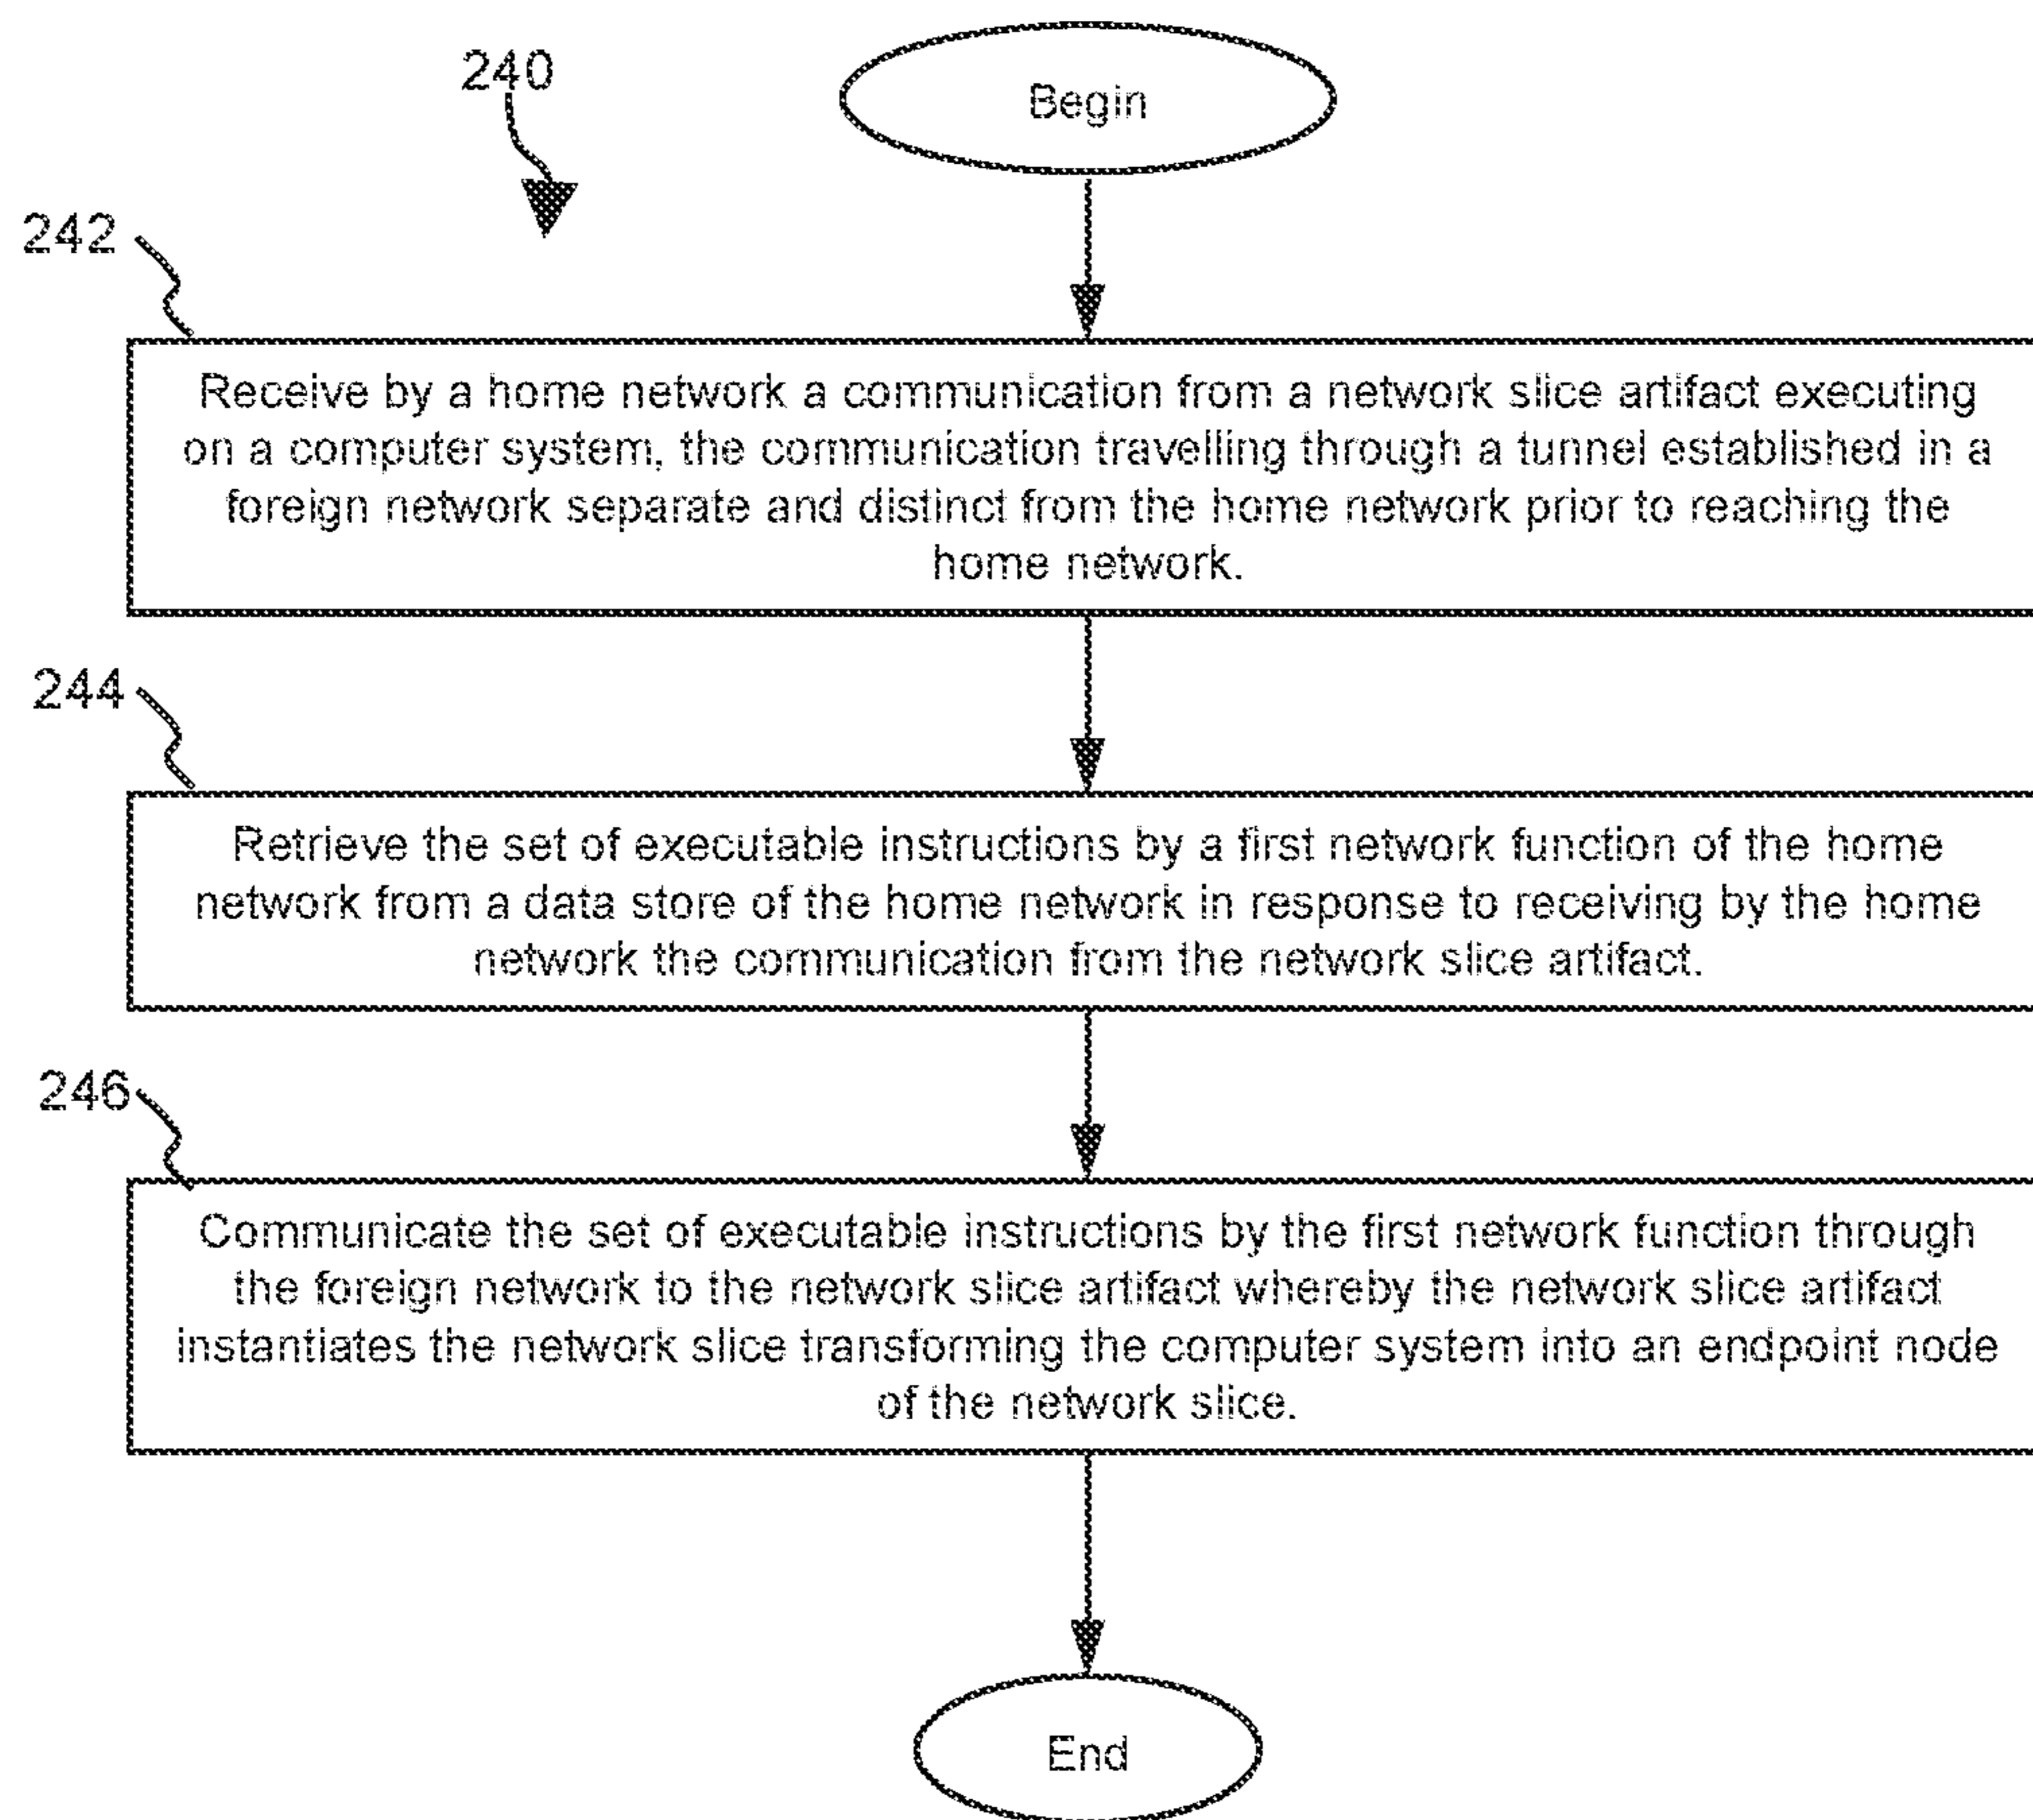 240
Begin
242
Receive by a home network a communication from a network slice artifact executing
on a computer system, the communication travelling through a tunnel established in a
foreign network separate and distinct from the home network prior to reaching the
home network.
244
Retrieve the set of executable instructions by a first network function of the home
network from a data store of the home network in response to receiving by the home
network the communication from the network slice artifact.
246
Communicate the set of executable instructions by the first network function through
the foreign network to the network slice artifact whereby the network slice artifact
instantiates the network slice transforming the computer system into an endpoint node
of the network slice.
End